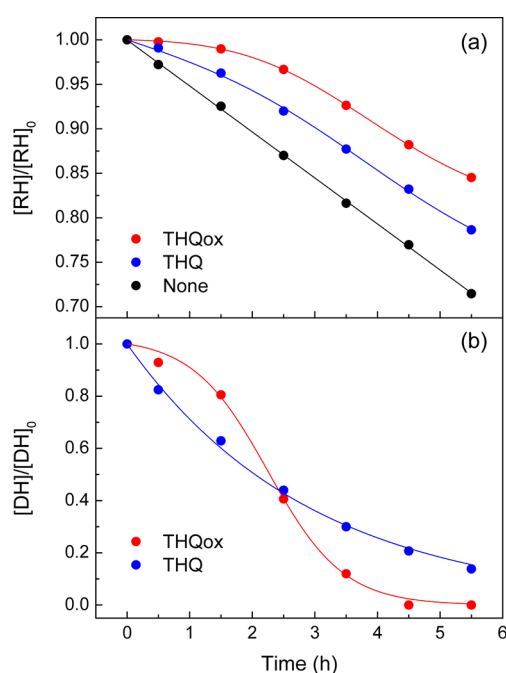 (a)
1.00
0.95
0.90
0.85
0.80
0.75
0.70
[RH]/[RH]₀
THQox
THQ
None
(b)
1.0
0.8
0.6
0.4
0.2
0.0
[DH]/[DH]₀
THQox
THQ
0 1 2 3 4 5 6
Time (h)